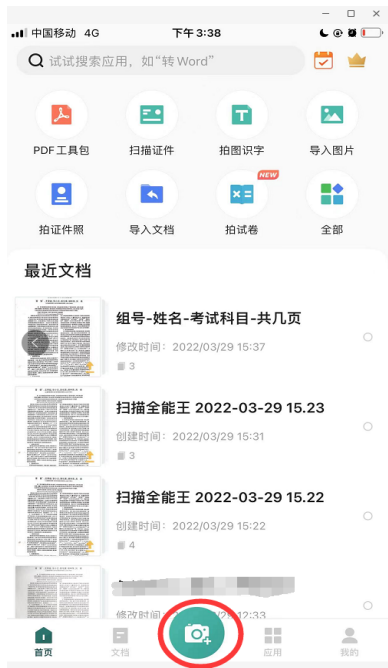 中国移动 4G 下午 3:38
试试搜索应用，如“转 Word”
PDF工具包 扫描证件 拍图识字 导入图片
NEW
拍证件照 导入文档 拍试卷 全部
最近文档
组号-姓名-考试科目-共几页
修改时间：2022/03/29 15:37
3
扫描全能王 2022-03-29 15.23
创建时间：2022/03/29 15:31
3
扫描全能王 2022-03-29 15.22
创建时间：2022/03/29 15:22
4
修改时间 12:33
首页 文档 应用 我的